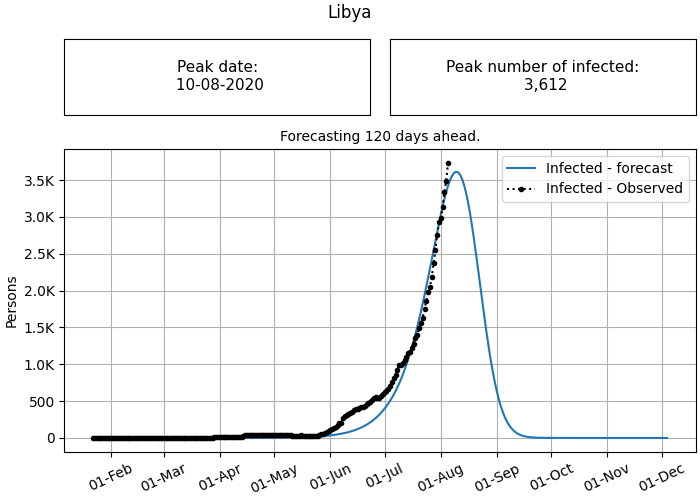 Libya
Peak date:
10-08-2020
Peak number of infected:
3,612
Forecasting 120 days ahead.
Infected - forecast
Infected - Observed
3.5K
3.0K
2.5K
2.0K
1.5K
1.0K
500
0
Persons
01-Feb
01-Mar
01-Apr
01-May
01-Jun
01-Jul
01-Aug
01-Sep
01-Oct
01-Nov
01-Dec